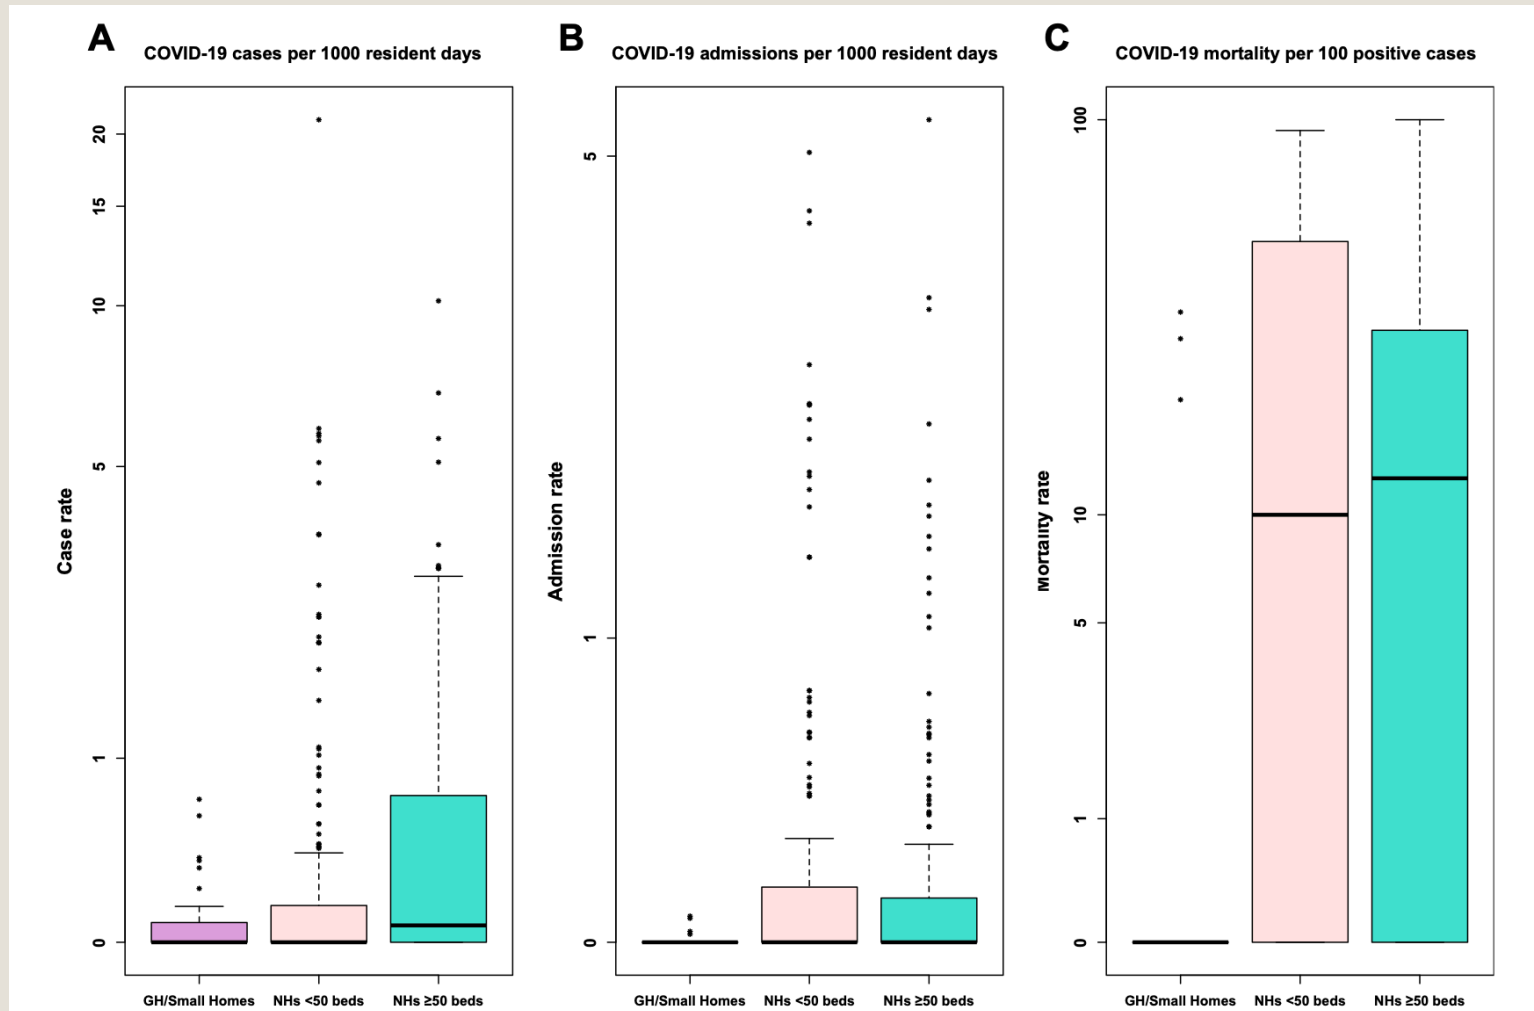 A
COVID-19 cases per 1000 resident days
20
15
10
5
1
0
Case rate
GH/Small Homes
NHs <50 beds
NHs ≥50 beds
B
COVID-19 admissions per 1000 resident days
5
1
0
Admission rate
GH/Small Homes
NHs <50 beds
NHs ≥50 beds
C
COVID-19 mortality per 100 positive cases
100
10
5
1
0
Mortality rate
GH/Small Homes
NHs <50 beds
NHs ≥50 beds